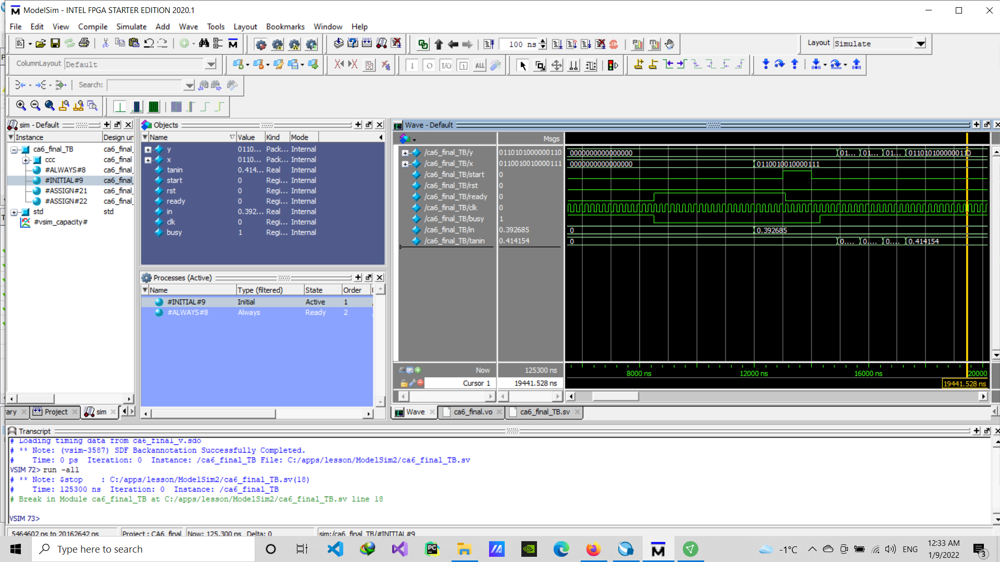 ModelSim - INTEL FPGA STARTER EDITION 2020.1
File Edit View Compile Simulate Add Wave Tools Layout Bookmarks Window Help
100 ns
Layout Simulate
ColumnLayout Default
Search:
sim - Default
Instance Design un
ca6_final_TB ca6_final_
ccc ca6_final_
#ALWAYS#8 ca6_final_
#INITIAL#9 ca6_final_
#ASSIGN#21 ca6_final_
#ASSIGN#22 ca6_final_
std std
#vsim_capacity#
Objects
Name Value Kind Mode
y 0110... Pack... Internal
x 0110... Pack... Internal
tanin 0.414... Real Internal
start 0 Regi... Internal
rst 0 Regi... Internal
ready 0 Regi... Internal
in 0.392... Real Internal
clk 0 Regi... Internal
busy 1 Regi... Internal
Processes (Active)
Name Type (filtered) State Order
#INITIAL#9 Initial Active 1
#ALWAYS#8 Always Ready 2
Wave - Default
Msgs
/ca6_final_TB/y 0110101000000110 0000000000000000 01... 01... 01... 0110101000000110
/ca6_final_TB/x 0110010010000111 0000000000000000 0110010010000111
/ca6_final_TB/start 0
/ca6_final_TB/rst 0
/ca6_final_TB/ready 0
/ca6_final_TB/clk 0
/ca6_final_TB/busy 1
/ca6_final_TB/in 0.392685 0 0.392685
/ca6_final_TB/tanin 0.414154 0 0.... 0.... 0.... 0.414154
Now 125300 ns
8000 ns 12000 ns 16000 ns 20000
Cursor 1 19441.528 ns 19441.528 ns
ary Project sim
Wave ca6_final.vo ca6_final_TB.sv
Transcript
# Loading timing data from ca6_final_v.sdo
# ** Note: (vsim-3587) SDF Backannotation Successfully Completed.
# Time: 0 ps Iteration: 0 Instance: /ca6_final_TB File: C:/apps/lesson/ModelSim2/ca6_final_TB.sv
VSIM 72> run -all
# ** Note: $stop : C:/apps/lesson/ModelSim2/ca6_final_TB.sv(18)
# Time: 125300 ns Iteration: 0 Instance: /ca6_final_TB
# Break in Module ca6_final_TB at C:/apps/lesson/ModelSim2/ca6_final_TB.sv line 18
VSIM 73>
5464602 ps to 20162642 ps Project : CA6_final Now: 125,300 ns Delta: 0 sim:/ca6_final_TB/#INITIAL#9
Type here to search
-1°C ENG 12:33 AM
1/9/2022
3